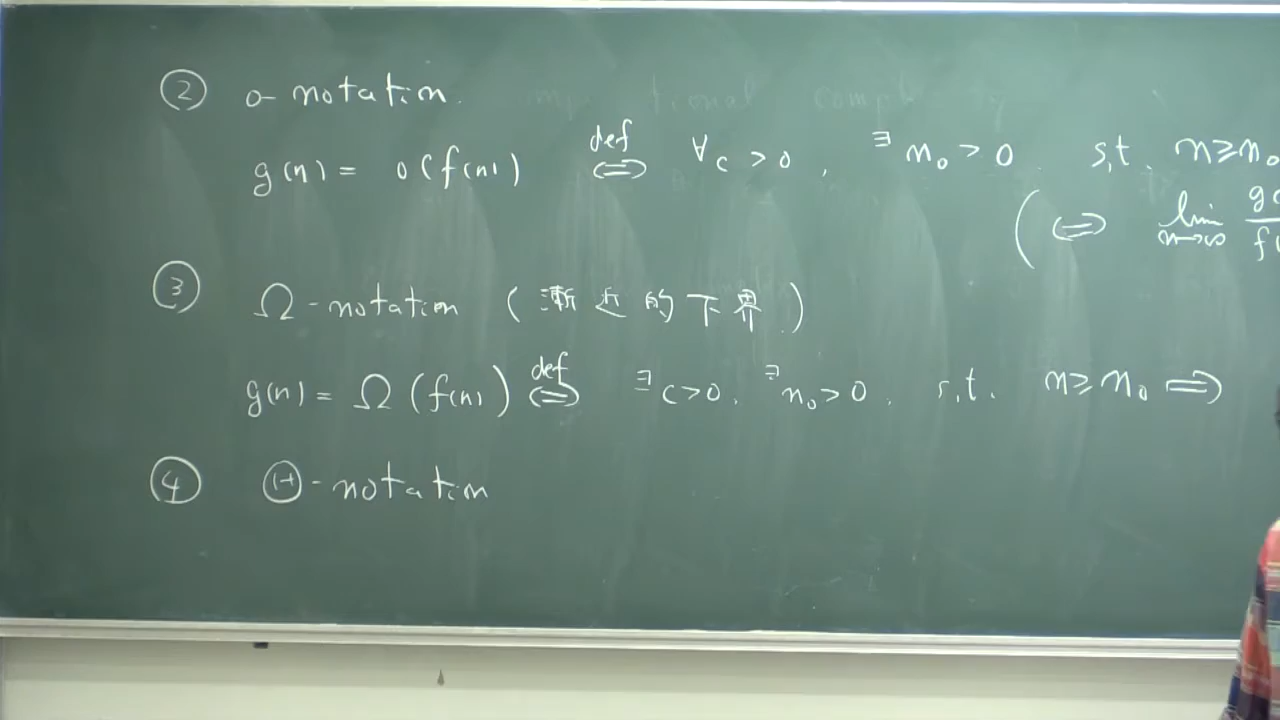 ② o-notation.
g(n) = o(f(n)) def ⇔ ∀c > 0, ∃n₀ > 0 s.t. n ≥ n₀
( ⇔ lim n→∞ g( / f(
③ Ω-notation (漸近的下界)
g(n) = Ω(f(n)) def ⇔ ∃c > 0, ∃n₀ > 0, s.t. n ≥ n₀ ⇒
④ Θ-notation